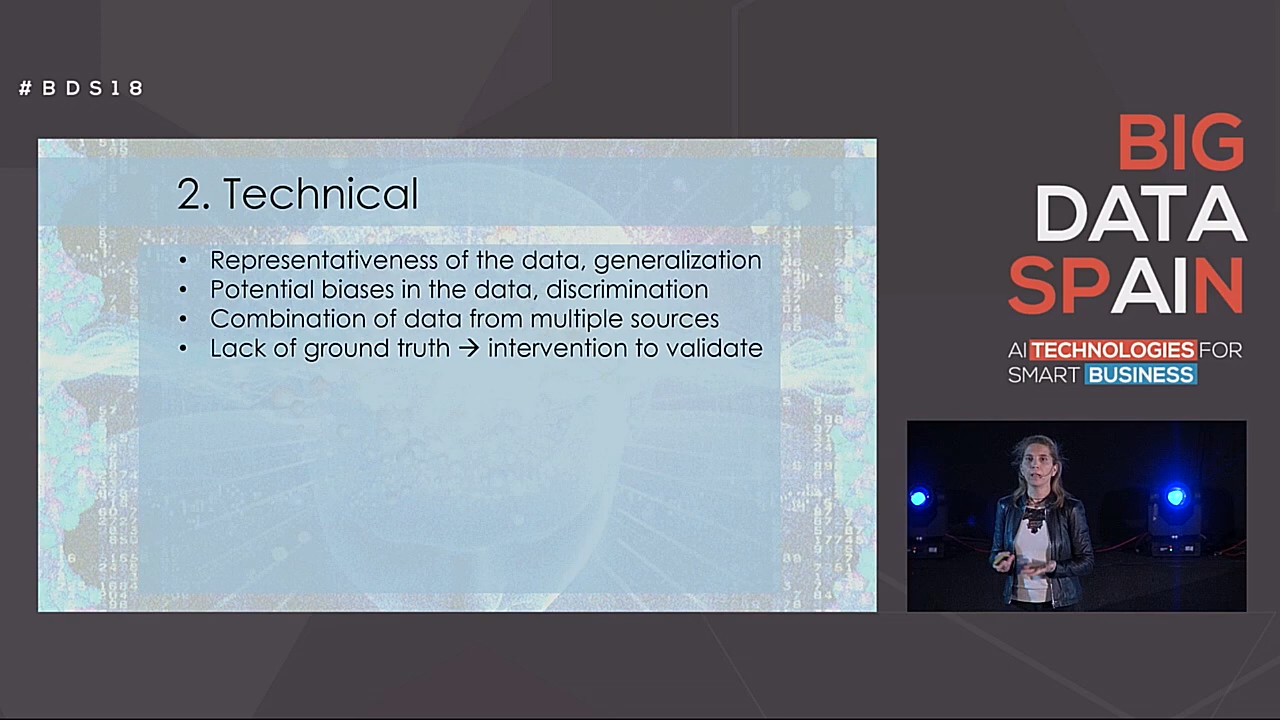 #BDS18
2. Technical
• Representativeness of the data, generalization
• Potential biases in the data, discrimination
• Combination of data from multiple sources
• Lack of ground truth → intervention to validate
BIG
DATA
SPAIN
AI TECHNOLOGIES FOR
SMART BUSINESS